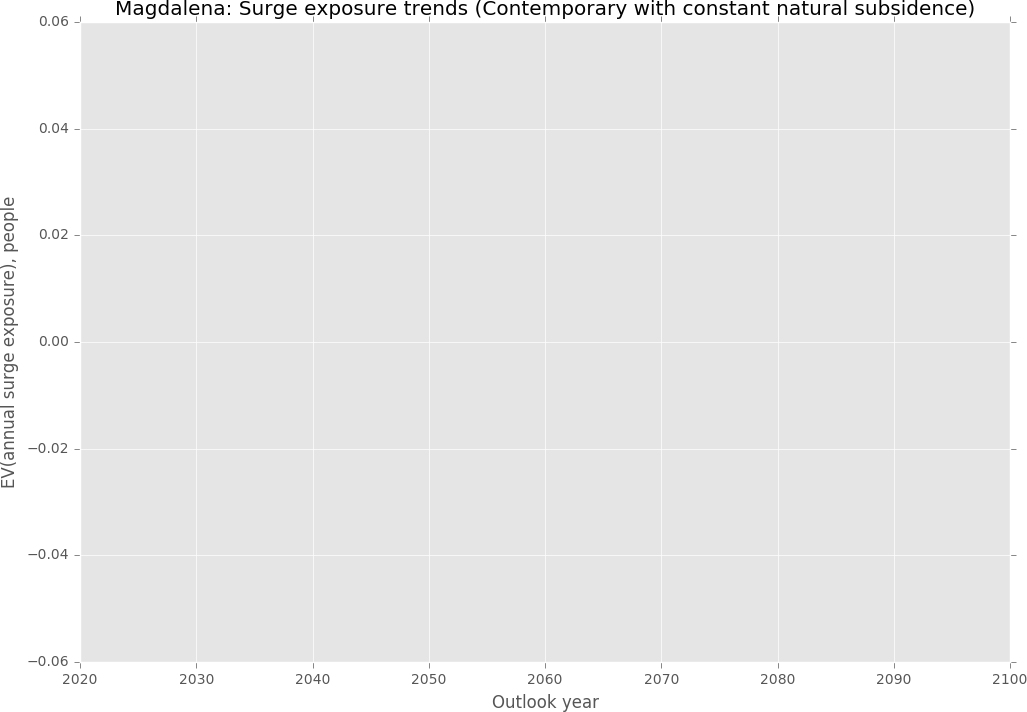 Magdalena: Surge exposure trends (Contemporary with constant natural subsidence)
0.06
0.04
0.02
0.00
−0.02
−0.04
−0.06
EV(annual surge exposure), people
2020 2030 2040 2050 2060 2070 2080 2090 2100
Outlook year